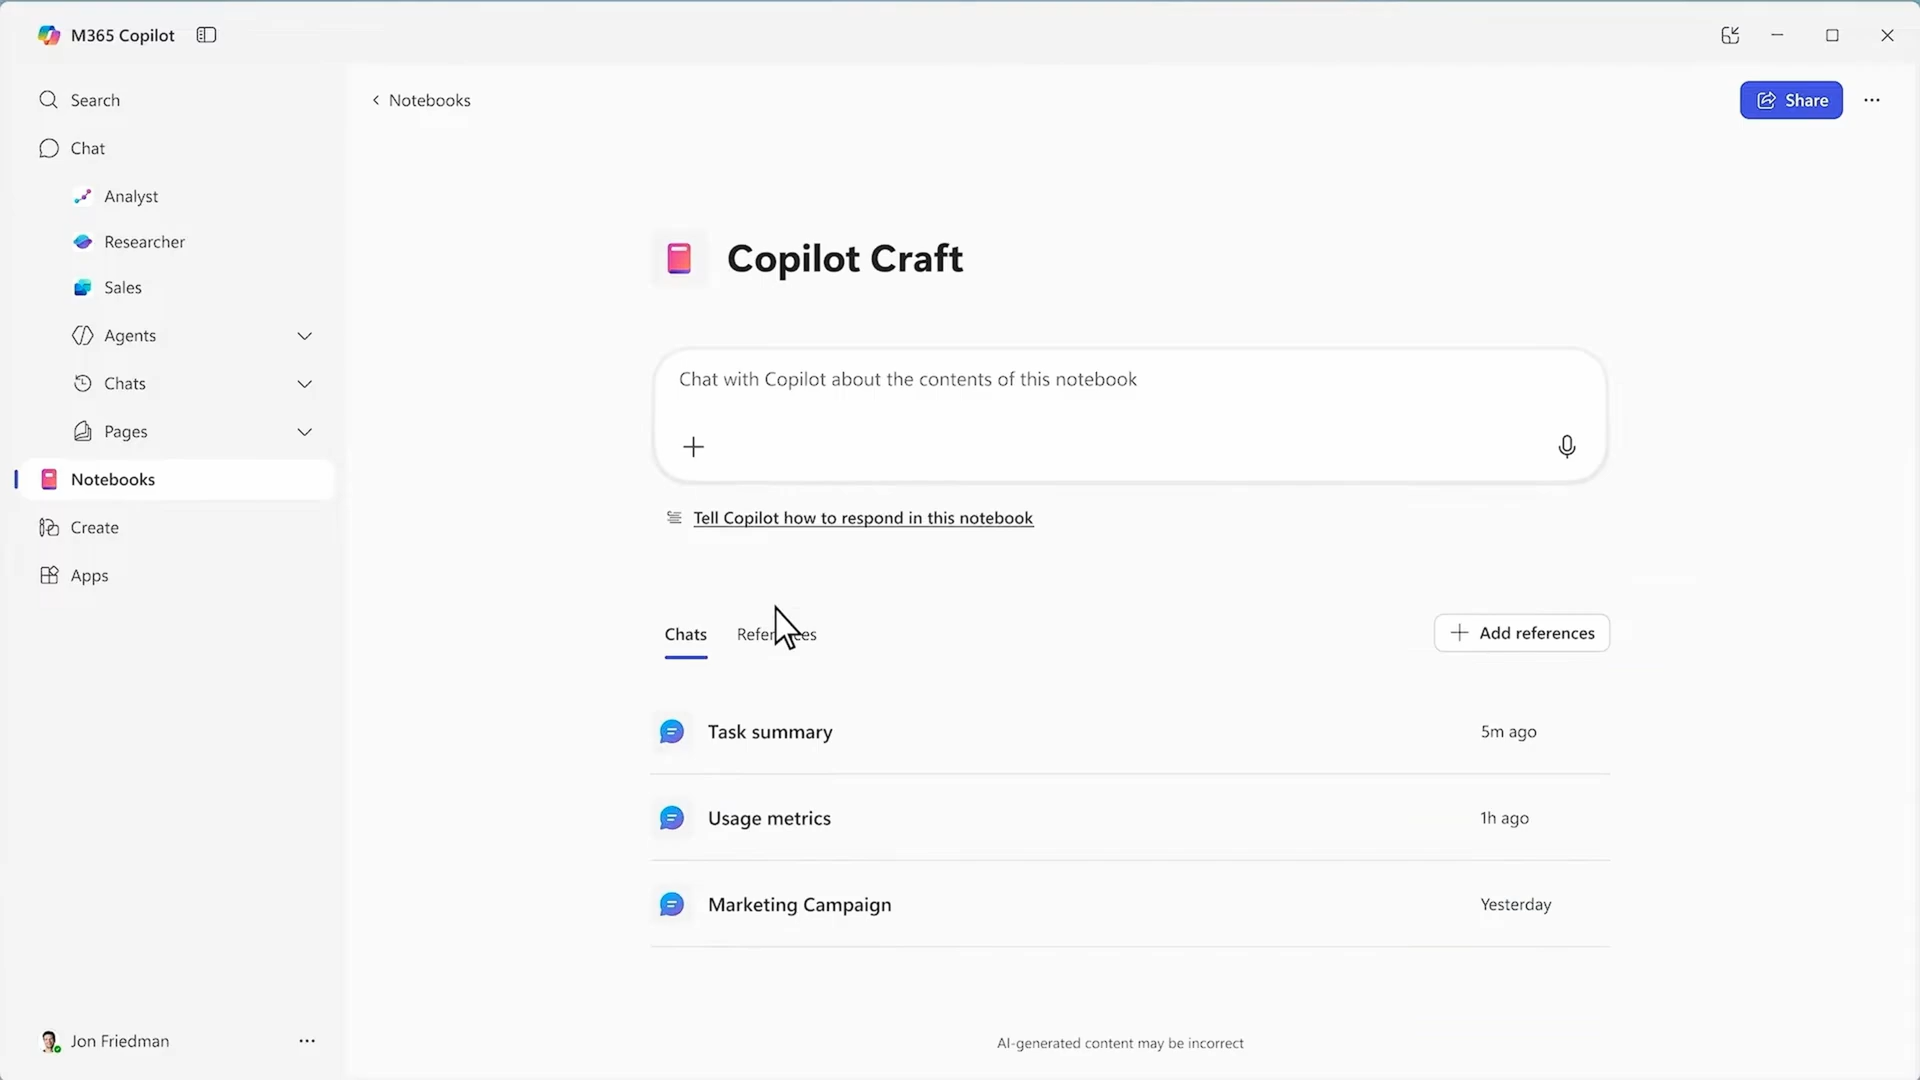 M365 Copilot
Search
Chat
Analyst
Researcher
Sales
Agents
Chats
Pages
Notebooks
Create
Apps
Jon Friedman
Notebooks
Share
Copilot Craft
Chat with Copilot about the contents of this notebook
Tell Copilot how to respond in this notebook
Chats References
Add references
Task summary 5m ago
Usage metrics 1h ago
Marketing Campaign Yesterday
AI-generated content may be incorrect